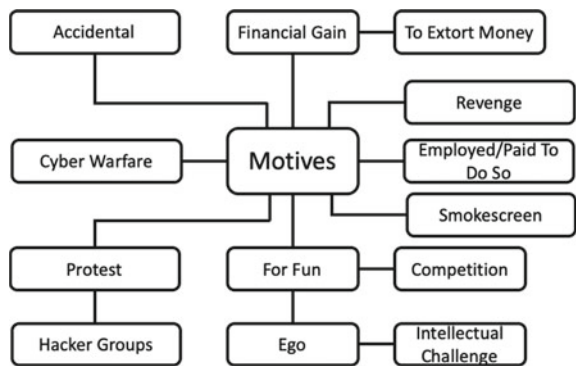 Accidental
Financial Gain
To Extort Money
Revenge
Cyber Warfare
Motives
Employed/Paid To
Do So
Smokescreen
Protest
For Fun
Competition
Hacker Groups
Ego
Intellectual
Challenge